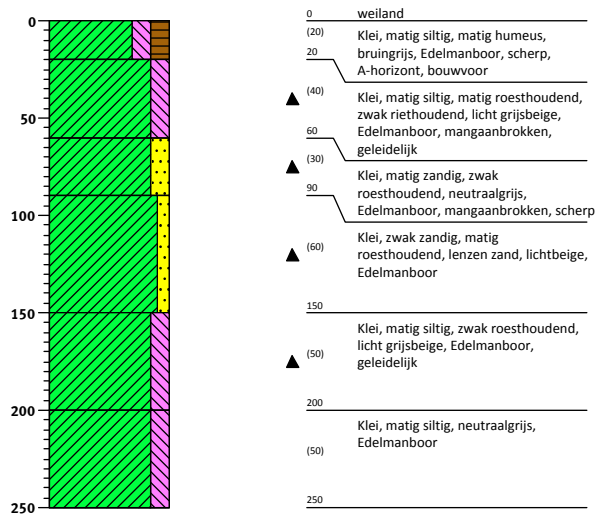 0
0 weiland
(20) Klei, matig siltig, matig humeus,
bruingrijs, Edelmanboor, scherp,
20 A-horizont, bouwvoor
(40) Klei, matig siltig, matig roesthoudend,
zwak riethoudend, licht grijsbeige,
50
60 Edelmanboor, mangaanbrokken,
geleidelijk
(30) Klei, matig zandig, zwak
roesthoudend, neutraalgrijs,
90 Edelmanboor, mangaanbrokken, scherp
100
(60) Klei, zwak zandig, matig
roesthoudend, lenzen zand, lichtbeige,
Edelmanboor
150
150
Klei, matig siltig, zwak roesthoudend,
licht grijsbeige, Edelmanboor,
(50) geleidelijk
200
200
Klei, matig siltig, neutraalgrijs,
(50) Edelmanboor
250
250